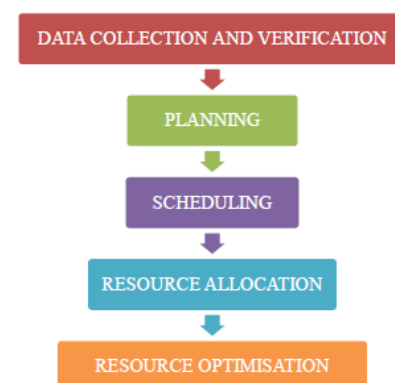 DATA COLLECTION AND VERIFICATION
PLANNING
SCHEDULING
RESOURCE ALLOCATION
RESOURCE OPTIMISATION